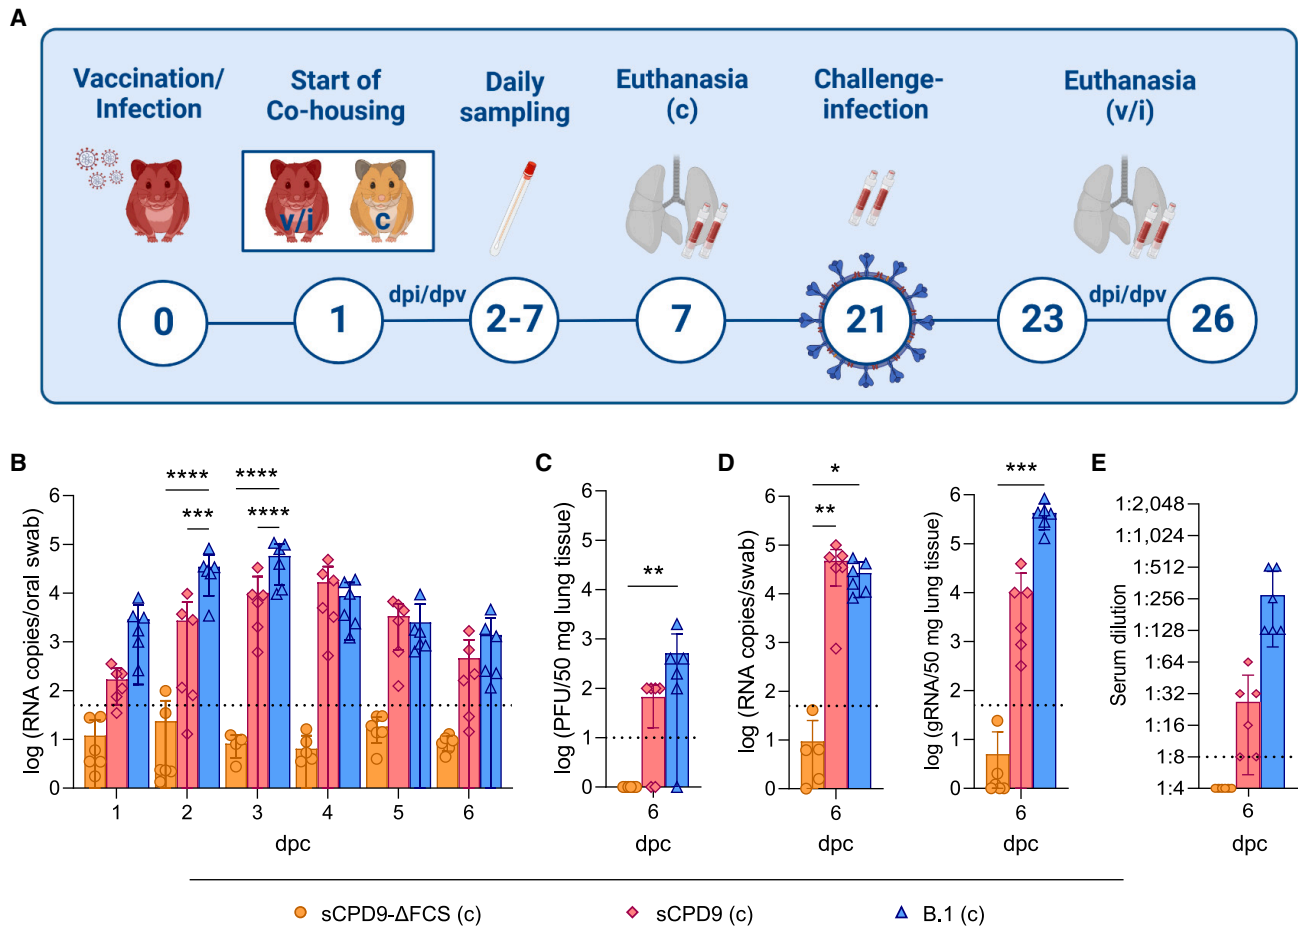 A
Vaccination/
Infection
Start of
Co-housing
Daily
sampling
Euthanasia
(c)
Challenge-
infection
Euthanasia
(v/i)
v/i
c
0
1
dpi/dpv
2-7
7
21
23
dpi/dpv
26
B
log (RNA copies/oral swab)
6
5
4
3
2
1
0
****
***
****
****
1
2
3
4
5
6
dpc
C
log (PFU/50 mg lung tissue)
6
5
4
3
2
1
0
**
6
dpc
D
log (RNA copies/swab)
6
5
4
3
2
1
0
*
**
6
dpc
log (gRNA/50 mg lung tissue)
6
5
4
3
2
1
0
***
6
dpc
E
Serum dilution
1:2,048
1:1,024
1:512
1:256
1:128
1:64
1:32
1:16
1:8
1:4
6
dpc
sCPD9-ΔFCS (c)
sCPD9 (c)
B.1 (c)